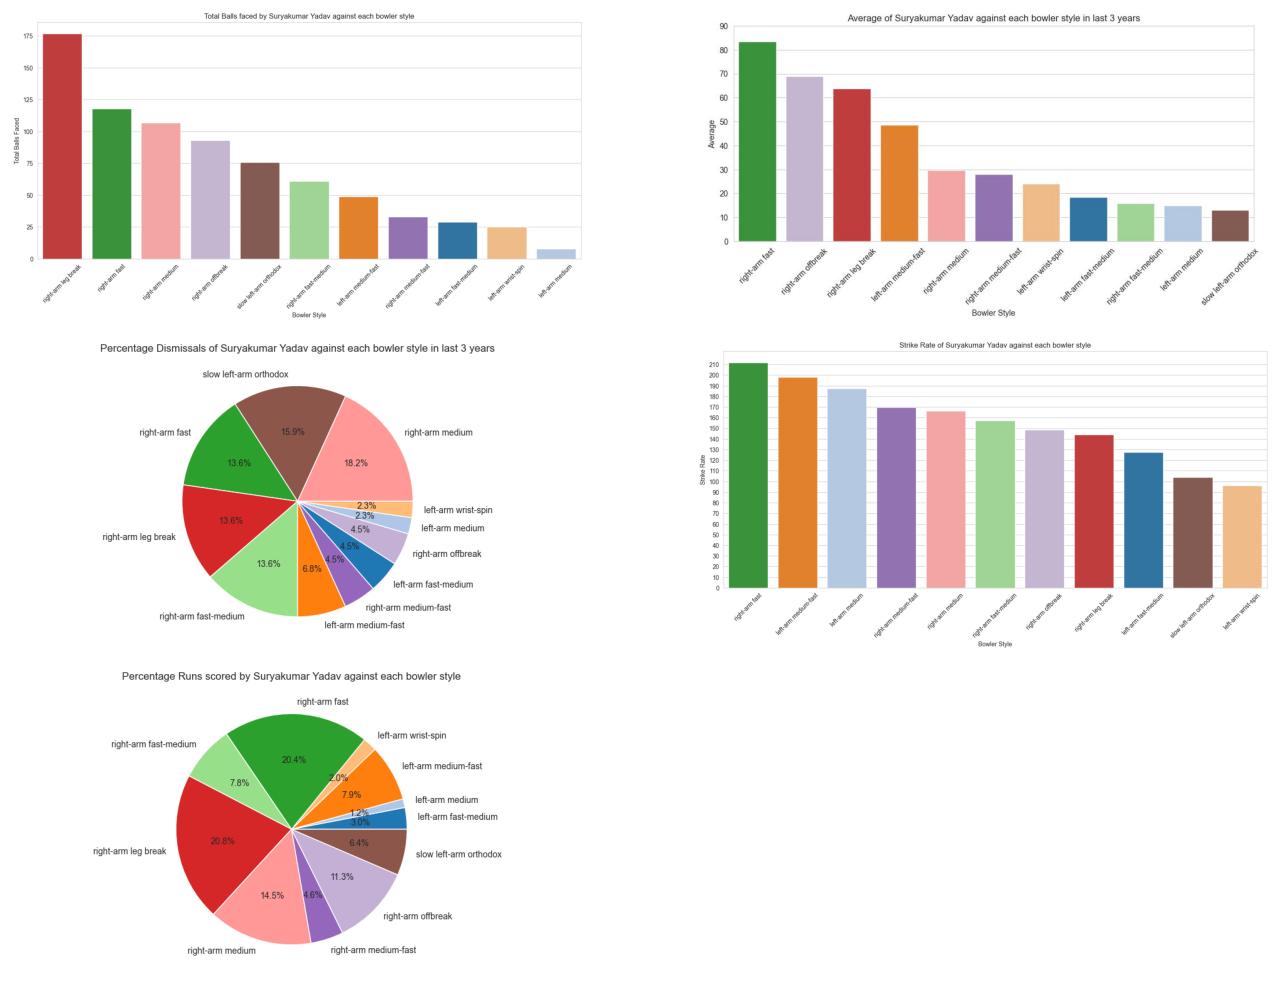 Total Balls faced by Suryakumar Yadav against each bowler style
175
150
125
100
75
50
25
0
Total Balls Faced
right-arm leg break
right-arm fast
right-arm medium
right-arm offbreak
slow left-arm orthodox
right-arm fast-medium
left-arm medium-fast
right-arm medium-fast
left-arm fast-medium
left-arm wrist-spin
left-arm medium
Bowler Style
Average of Suryakumar Yadav against each bowler style in last 3 years
90
80
70
60
50
40
30
20
10
0
Average
right-arm fast
right-arm offbreak
right-arm leg break
left-arm medium-fast
right-arm medium
right-arm medium-fast
left-arm wrist-spin
left-arm fast-medium
right-arm fast-medium
left-arm medium
slow left-arm orthodox
Bowler Style
Percentage Dismissals of Suryakumar Yadav against each bowler style in last 3 years
slow left-arm orthodox
15.9%
right-arm medium
18.2%
right-arm fast
13.6%
right-arm leg break
13.6%
right-arm fast-medium
13.6%
left-arm medium-fast
6.8%
right-arm medium-fast
4.5%
left-arm fast-medium
4.5%
right-arm offbreak
4.5%
left-arm medium
2.3%
left-arm wrist-spin
2.3%
Strike Rate of Suryakumar Yadav against each bowler style
210
200
190
180
170
160
150
140
130
120
110
100
90
80
70
60
50
40
30
20
10
0
Strike Rate
right-arm fast
left-arm medium-fast
left-arm medium
right-arm medium-fast
right-arm medium
right-arm fast-medium
right-arm offbreak
right-arm leg break
left-arm fast-medium
slow left-arm orthodox
left-arm wrist-spin
Bowler Style
Percentage Runs scored by Suryakumar Yadav against each bowler style
right-arm fast
20.4%
left-arm wrist-spin
2.0%
left-arm medium-fast
7.9%
left-arm medium
1.2%
left-arm fast-medium
3.0%
slow left-arm orthodox
6.4%
right-arm offbreak
11.3%
right-arm medium-fast
4.6%
right-arm medium
14.5%
right-arm leg break
20.8%
right-arm fast-medium
7.8%